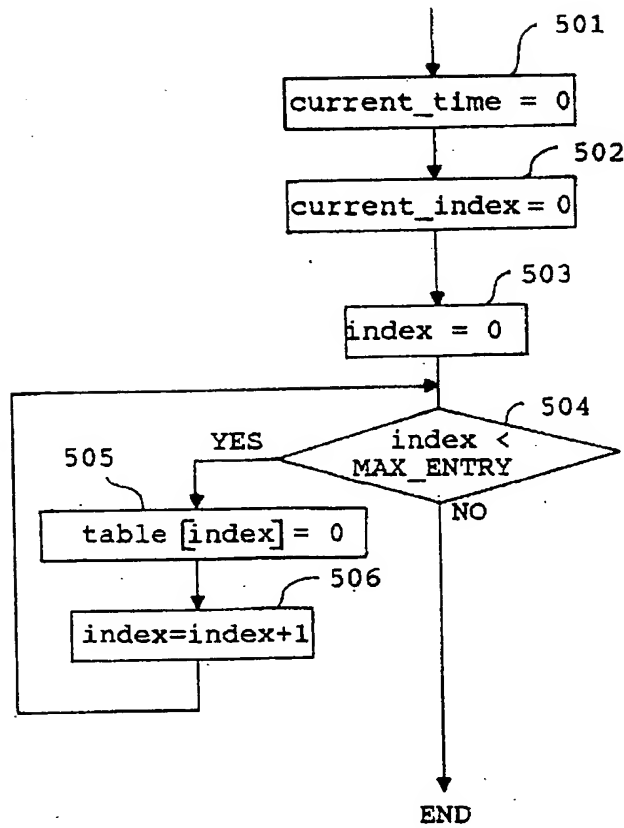 501
current_time = 0
502
current_index = 0
503
index = 0
504
index <
MAX_ENTRY
YES
NO
505
table [index] = 0
506
index=index+1
END